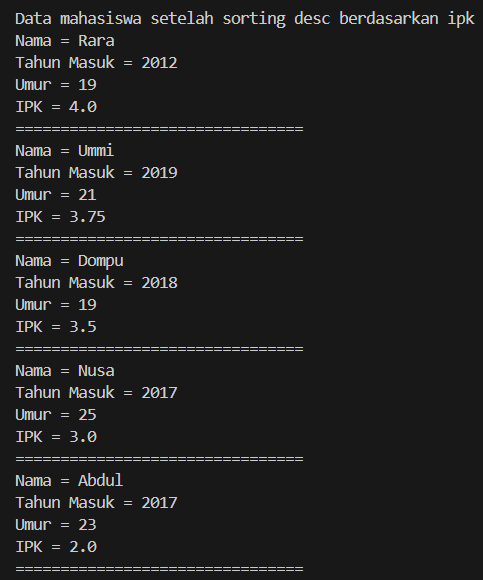 Data mahasiswa setelah sorting desc berdasarkan ipk
Nama = Rara
Tahun Masuk = 2012
Umur = 19
IPK = 4.0
================================
Nama = Ummi
Tahun Masuk = 2019
Umur = 21
IPK = 3.75
================================
Nama = Dompu
Tahun Masuk = 2018
Umur = 19
IPK = 3.5
================================
Nama = Nusa
Tahun Masuk = 2017
Umur = 25
IPK = 3.0
================================
Nama = Abdul
Tahun Masuk = 2017
Umur = 23
IPK = 2.0
================================